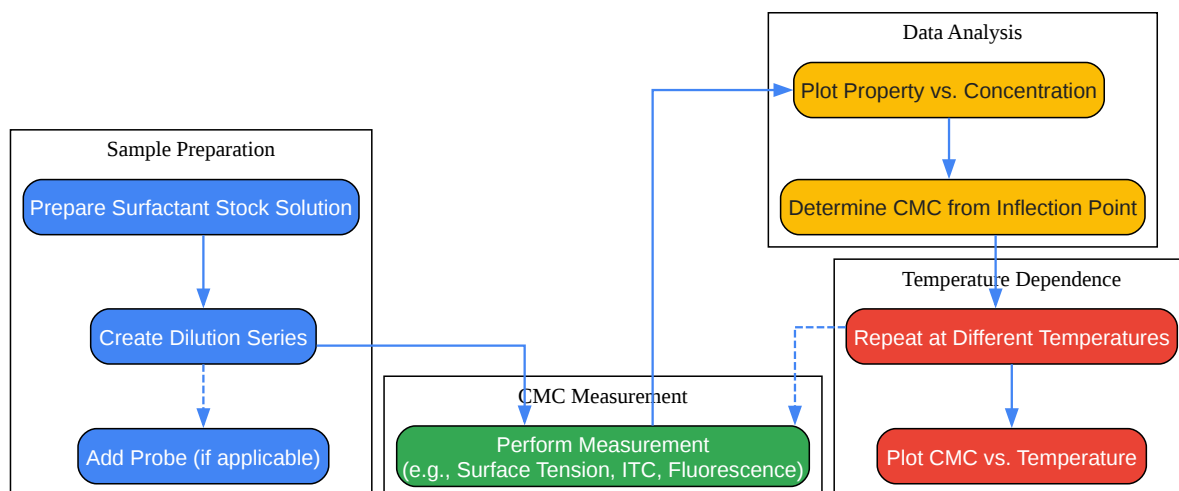 Sample Preparation
Prepare Surfactant Stock Solution
Create Dilution Series
Add Probe (if applicable)
CMC Measurement
Perform Measurement
(e.g., Surface Tension, ITC, Fluorescence)
Data Analysis
Plot Property vs. Concentration
Determine CMC from Inflection Point
Temperature Dependence
Repeat at Different Temperatures
Plot CMC vs. Temperature